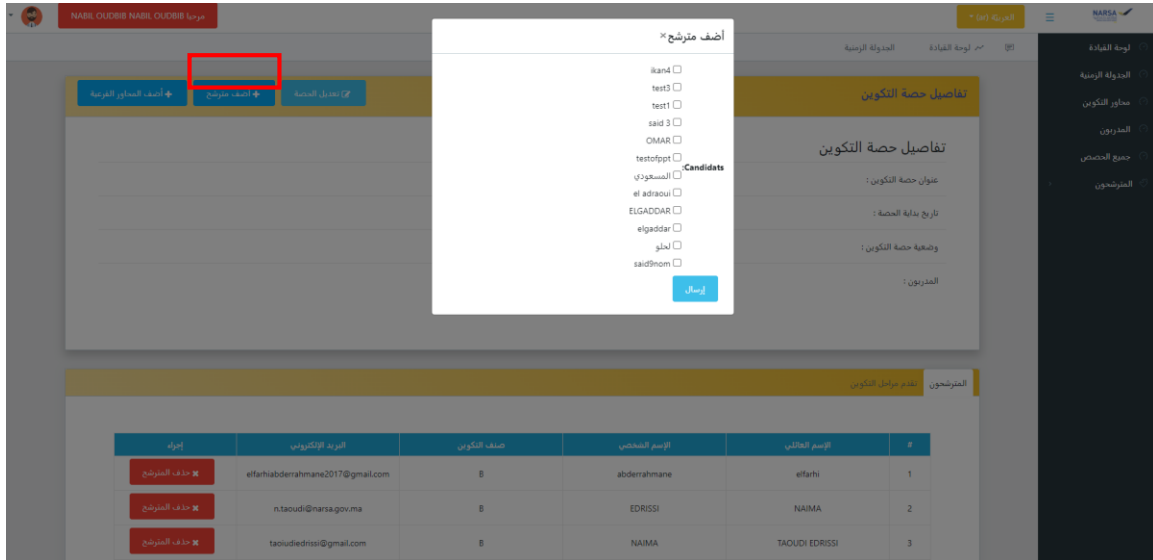 NARSA
العربية (ar)
مرحبا NABIL OUDBIB NABIL OUDBIB
لوحة القيادة
الجدولة الزمنية
لوحة القيادة
الجدولة الزمنية
محاور التكوين
المدربون
جميع الحصص
المترشحون
تفاصيل حصة التكوين
تعديل الحصة
أضف مترشح
أضف المحاور الفرعية
تفاصيل حصة التكوين
عنوان حصة التكوين :
تاريخ بداية الحصة :
وضعية حصة التكوين :
المدربون :
أضف مترشح ×
Candidats:
ikan4
test3
test1
said 3
OMAR
testofppt
المسعودي
el adraoui
ELGADDAR
elgaddar
لحلو
said9nom
إرسال
المترشحون تقدم مراحل التكوين
# الإسم العائلي الإسم الشخصي صنف التكوين البريد الإلكتروني إجراء
1 elfarhi abderrahmane B elfarhiabderrahmane2017@gmail.com حذف المترشح
2 NAIMA EDRISSI B n.taoudi@narsa.gov.ma حذف المترشح
3 TAOUDI EDRISSI NAIMA B taoiudiedrissi@gmail.com حذف المترشح